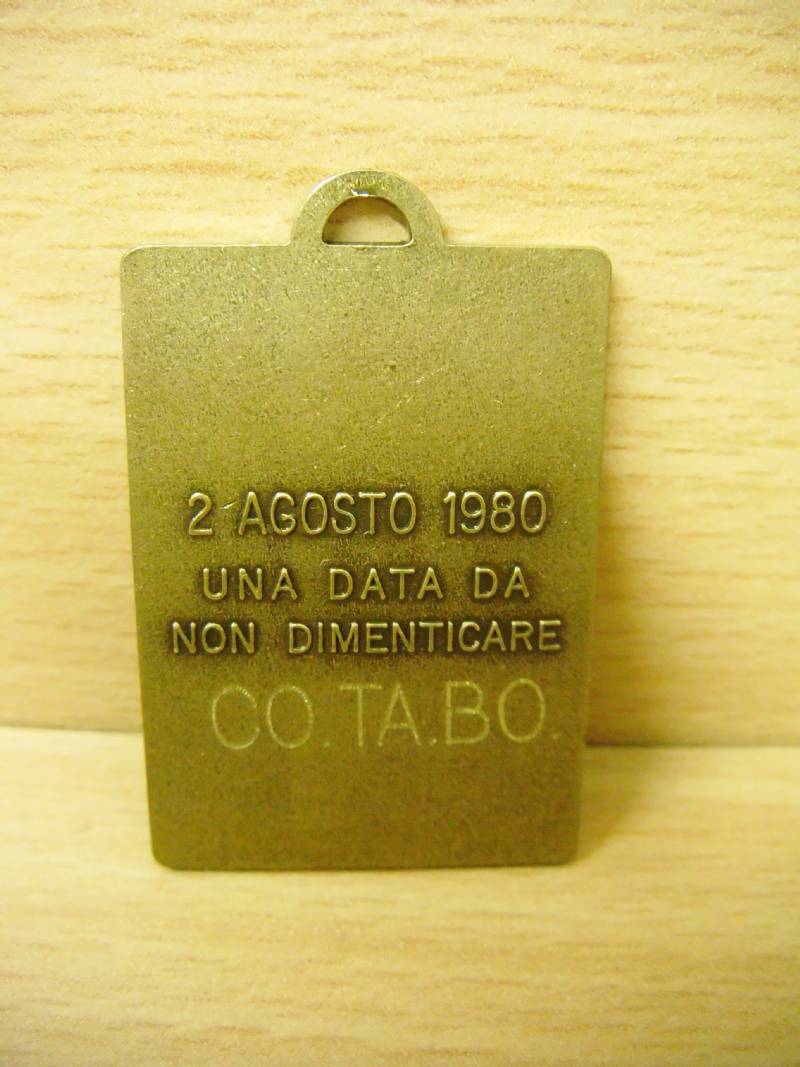 2 AGOSTO 1980
UNA DATA DA
NON DIMENTICARE
CO.TA.BO.